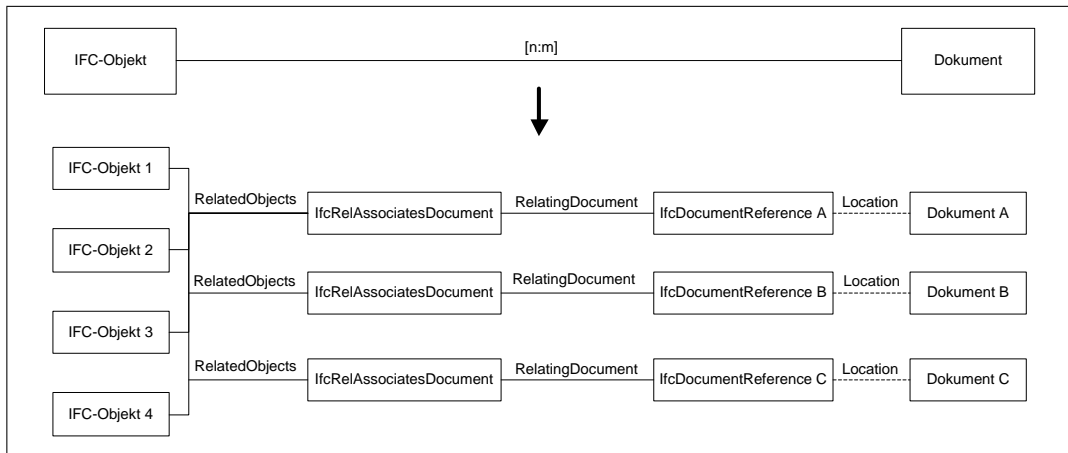 IFC-Objekt
[n:m]
Dokument
IFC-Objekt 1
RelatedObjects
IfcRelAssociatesDocument
RelatingDocument
IfcDocumentReference A
Location
Dokument A
IFC-Objekt 2
RelatedObjects
IfcRelAssociatesDocument
RelatingDocument
IfcDocumentReference B
Location
Dokument B
IFC-Objekt 3
RelatedObjects
IfcRelAssociatesDocument
RelatingDocument
IfcDocumentReference C
Location
Dokument C
IFC-Objekt 4